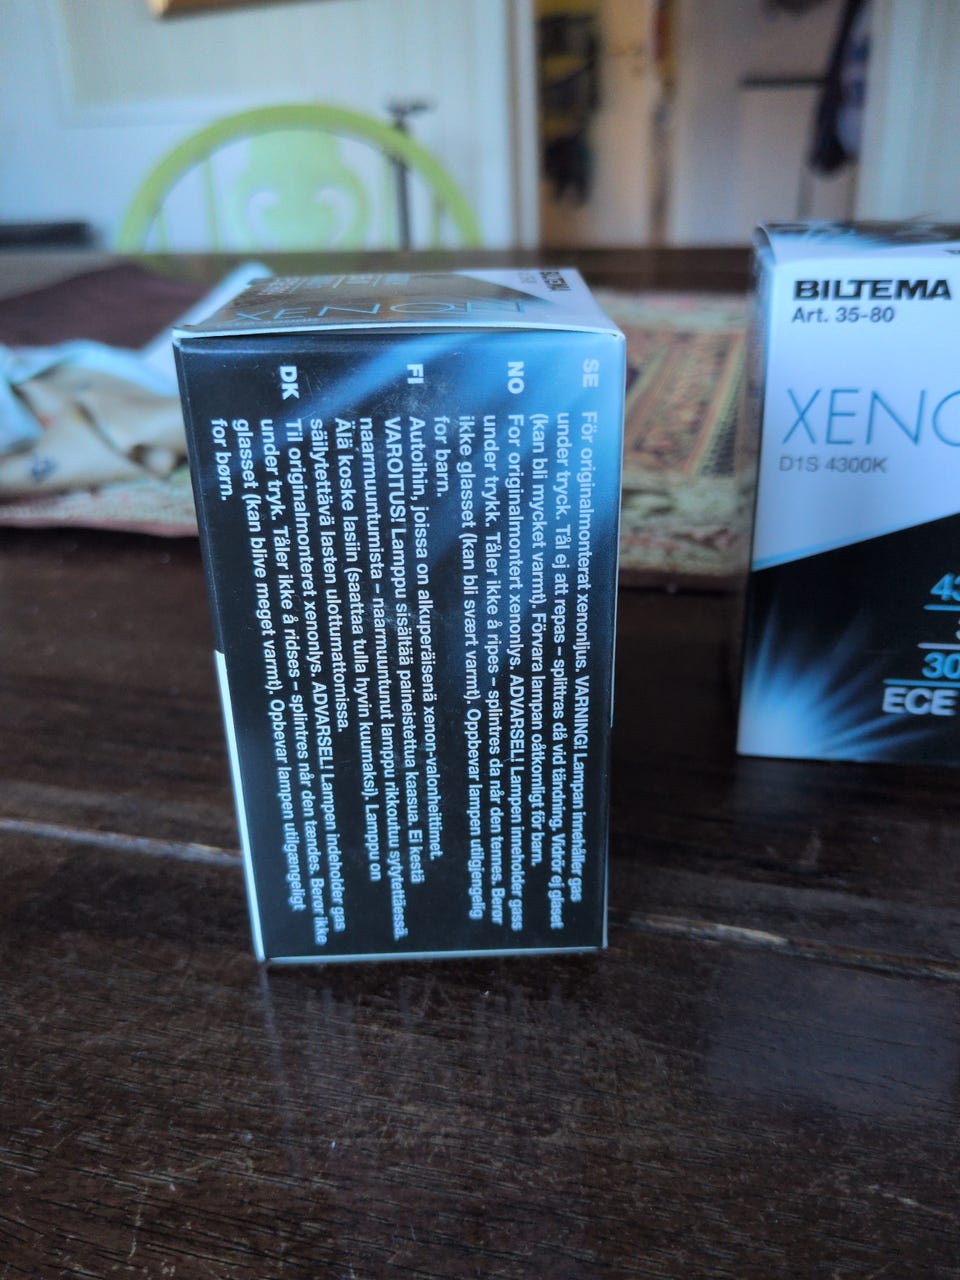 XENON
BILTEMA
SE För originalmonterat xenonljus. VARNING! Lampan innehåller gas
under tryck. Tål ej att repas – splittras då vid tändning. Vidrör ej glaset
(kan bli mycket varmt). Förvara lampan oåtkomligt för barn.
NO For originalmontert xenonlys. ADVARSEL! Lampen inneholder gass
under trykk. Tåler ikke å ripes – splintres da når den tennes. Berør
ikke glasset (kan bli svært varmt). Oppbevar lampen utilgjengelig
for barn.
FI Autoihin, joissa on alkuperäisenä xenon-valonheittimet.
VAROITUS! Lamppu sisältää paineistettua kaasua. Ei kestä
naarmuuntumista – naarmuuntunut lamppu rikkoutuu sytytettäessä.
Älä koske lasiin (saattaa tulla hyvin kuumaksi). Lamppu on
säilytettävä lasten ulottumattomissa.
DK Til originalmonteret xenonlys. ADVARSEL! Lampen indeholder gas
under tryk. Tåler ikke å ridses – splintres når den tændes. Berør ikke
glasset (kan blive meget varmt). Opbevar lampen utilgængeligt
for børn.
BILTEMA
Art. 35-80
XENO
D1S 4300K
43
30
ECE